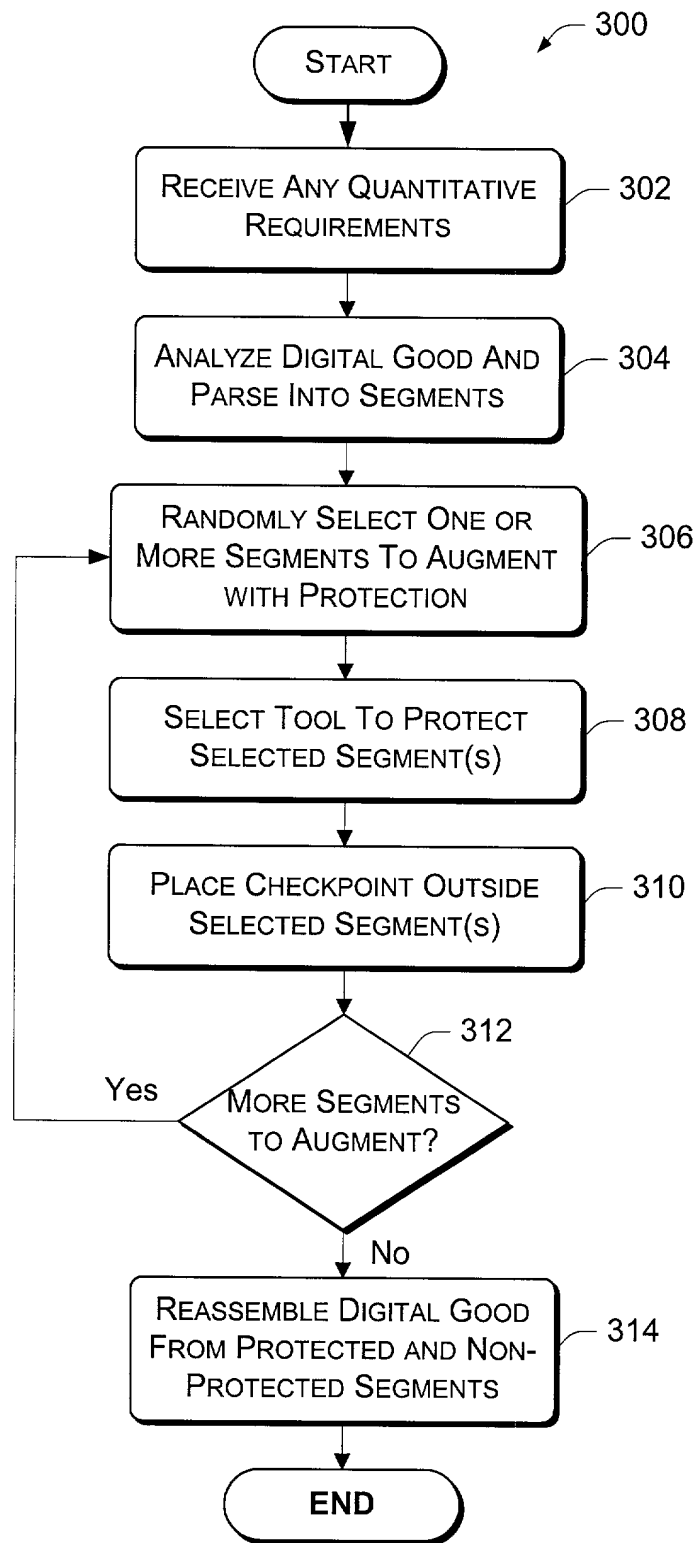 300
START
RECEIVE ANY QUANTITATIVE
REQUIREMENTS
302
ANALYZE DIGITAL GOOD AND
PARSE INTO SEGMENTS
304
RANDOMLY SELECT ONE OR
MORE SEGMENTS TO AUGMENT
WITH PROTECTION
306
SELECT TOOL TO PROTECT
SELECTED SEGMENT(S)
308
PLACE CHECKPOINT OUTSIDE
SELECTED SEGMENT(S)
310
312
Yes
MORE SEGMENTS
TO AUGMENT?
No
REASSEMBLE DIGITAL GOOD
FROM PROTECTED AND NON-
PROTECTED SEGMENTS
314
END